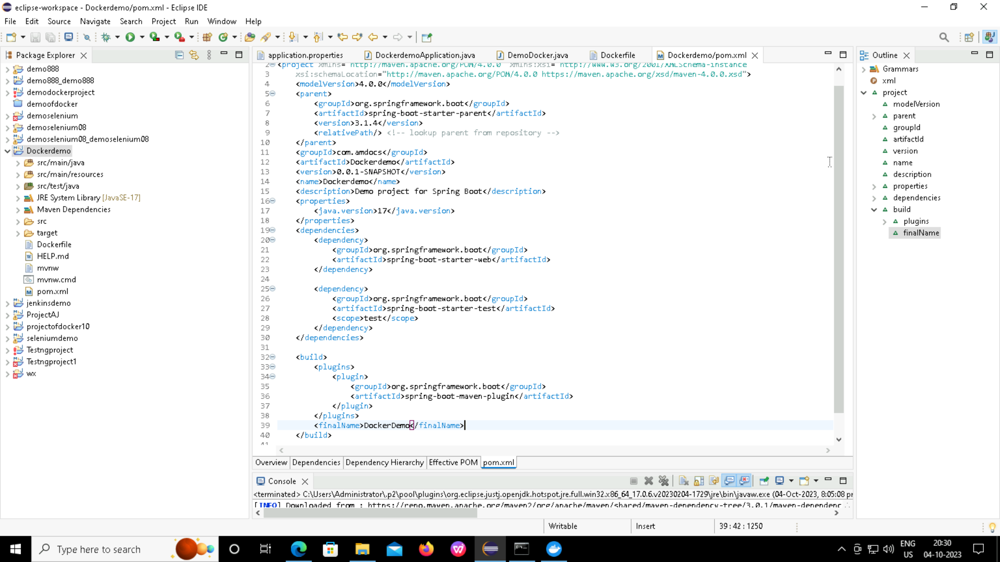 eclipse-workspace - Dockerdemo/pom.xml - Eclipse IDE
File Edit Source Navigate Search Project Run Window Help
Package Explorer
demo888
demo888_demo888
demodockerproject
demoofdocker
demoselenium
demoselenium08
demoselenium08_demoselenium08
Dockerdemo
src/main/java
src/main/resources
src/test/java
JRE System Library [JavaSE-17]
Maven Dependencies
src
target
Dockerfile
HELP.md
mvnw
mvnw.cmd
pom.xml
jenkinsdemo
ProjectAJ
projectofdocker10
seleniumdemo
Testngproject
Testngproject1
wx
application.properties DockerdemoApplication.java DemoDocker.java Dockerfile Dockerdemo/pom.xml
2 <project xmlns="http://maven.apache.org/POM/4.0.0" xmlns:xsi="http://www.w3.org/2001/XMLSchema-instance"
3 xsi:schemaLocation="http://maven.apache.org/POM/4.0.0 https://maven.apache.org/xsd/maven-4.0.0.xsd">
4 <modelVersion>4.0.0</modelVersion>
5 <parent>
6 <groupId>org.springframework.boot</groupId>
7 <artifactId>spring-boot-starter-parent</artifactId>
8 <version>3.1.4</version>
9 <relativePath/> <!-- lookup parent from repository -->
10 </parent>
11 <groupId>com.amdocs</groupId>
12 <artifactId>Dockerdemo</artifactId>
13 <version>0.0.1-SNAPSHOT</version>
14 <name>Dockerdemo</name>
15 <description>Demo project for Spring Boot</description>
16 <properties>
17 <java.version>17</java.version>
18 </properties>
19 <dependencies>
20 <dependency>
21 <groupId>org.springframework.boot</groupId>
22 <artifactId>spring-boot-starter-web</artifactId>
23 </dependency>
24
25 <dependency>
26 <groupId>org.springframework.boot</groupId>
27 <artifactId>spring-boot-starter-test</artifactId>
28 <scope>test</scope>
29 </dependency>
30 </dependencies>
31
32 <build>
33 <plugins>
34 <plugin>
35 <groupId>org.springframework.boot</groupId>
36 <artifactId>spring-boot-maven-plugin</artifactId>
37 </plugin>
38 </plugins>
39 <finalName>DockerDemo</finalName>
40 </build>
41
Overview Dependencies Dependency Hierarchy Effective POM pom.xml
Console
<terminated> C:\Users\Administrator\.p2\pool\plugins\org.eclipse.justj.openjdk.hotspot.jre.full.win32.x86_64_17.0.6.v20230204-1729\jre\bin\javaw.exe (04-Oct-2023, 8:05:08 pr
[INFO] Downloaded from : https://repo.maven.apache.org/maven2/org/apache/maven/shared/maven-dependency-tree/3.0.1/maven-dependenc
Outline
Grammars
xml
project
modelVersion
parent
groupId
artifactId
version
name
description
properties
dependencies
build
plugins
finalName
Writable Insert 39 : 42 : 1250
Type here to search
ENG
US
20:30
04-10-2023